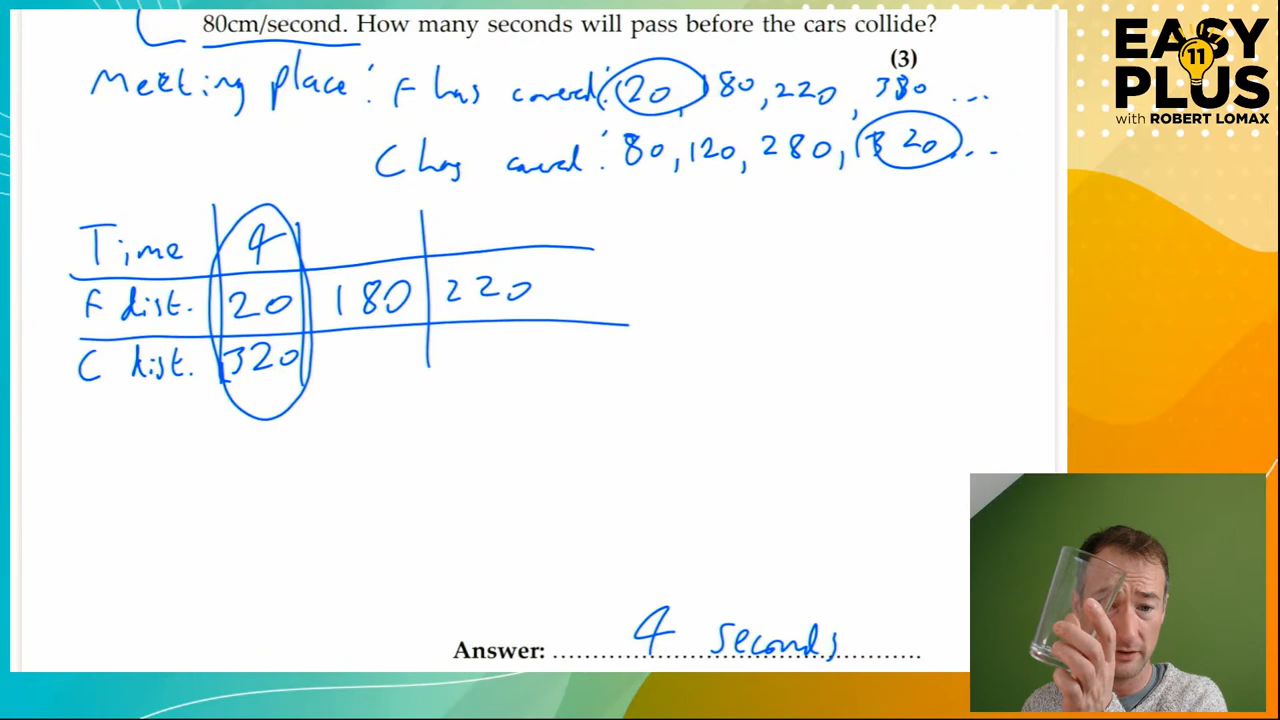 80cm/second. How many seconds will pass before the cars collide?
(3)
Meeting place: F has covered: 20, 180, 220, 380 ...
C has covered: 80, 120, 280, 320 ...
Time 4
F dist. 20 180 220
C dist. 320
Answer: 4 seconds
EASY
11
PLUS
with ROBERT LOMAX